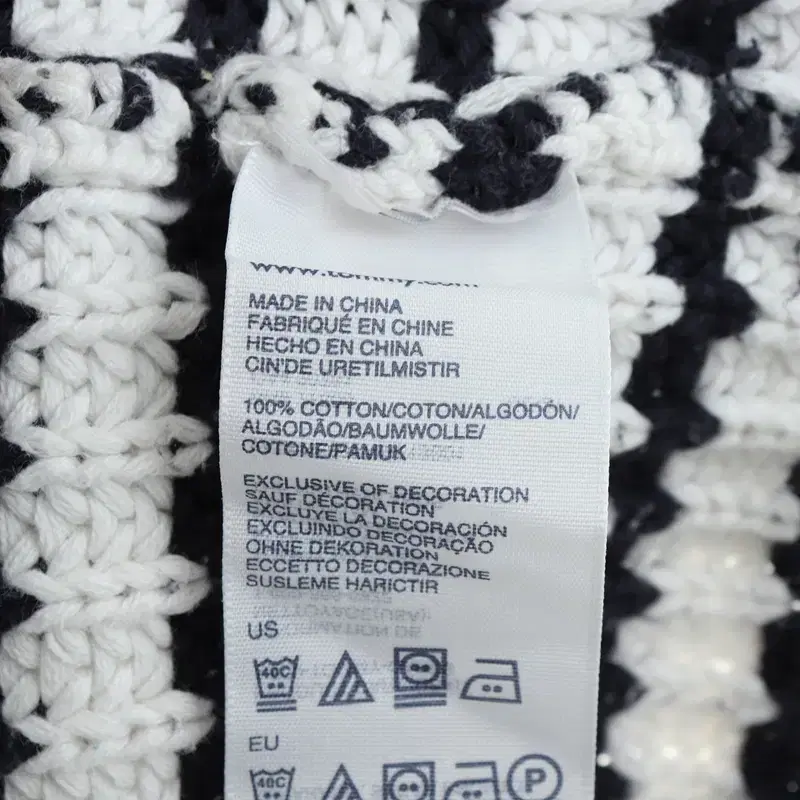 www.tommy.com
MADE IN CHINA
FABRIQUÉ EN CHINE
HECHO EN CHINA
CIN'DE URETILMISTIR
100% COTTON/COTON/ALGODÓN/
ALGODÃO/BAUMWOLLE/
COTONE/PAMUK
EXCLUSIVE OF DECORATION
SAUF DÉCORATION
EXCLUYE LA DECORACIÓN
EXCLUINDO DECORAÇÃO
OHNE DEKORATION
ECCETTO DECORAZIONE
SUSLEME HARICTIR
US
40C
EU
40C P